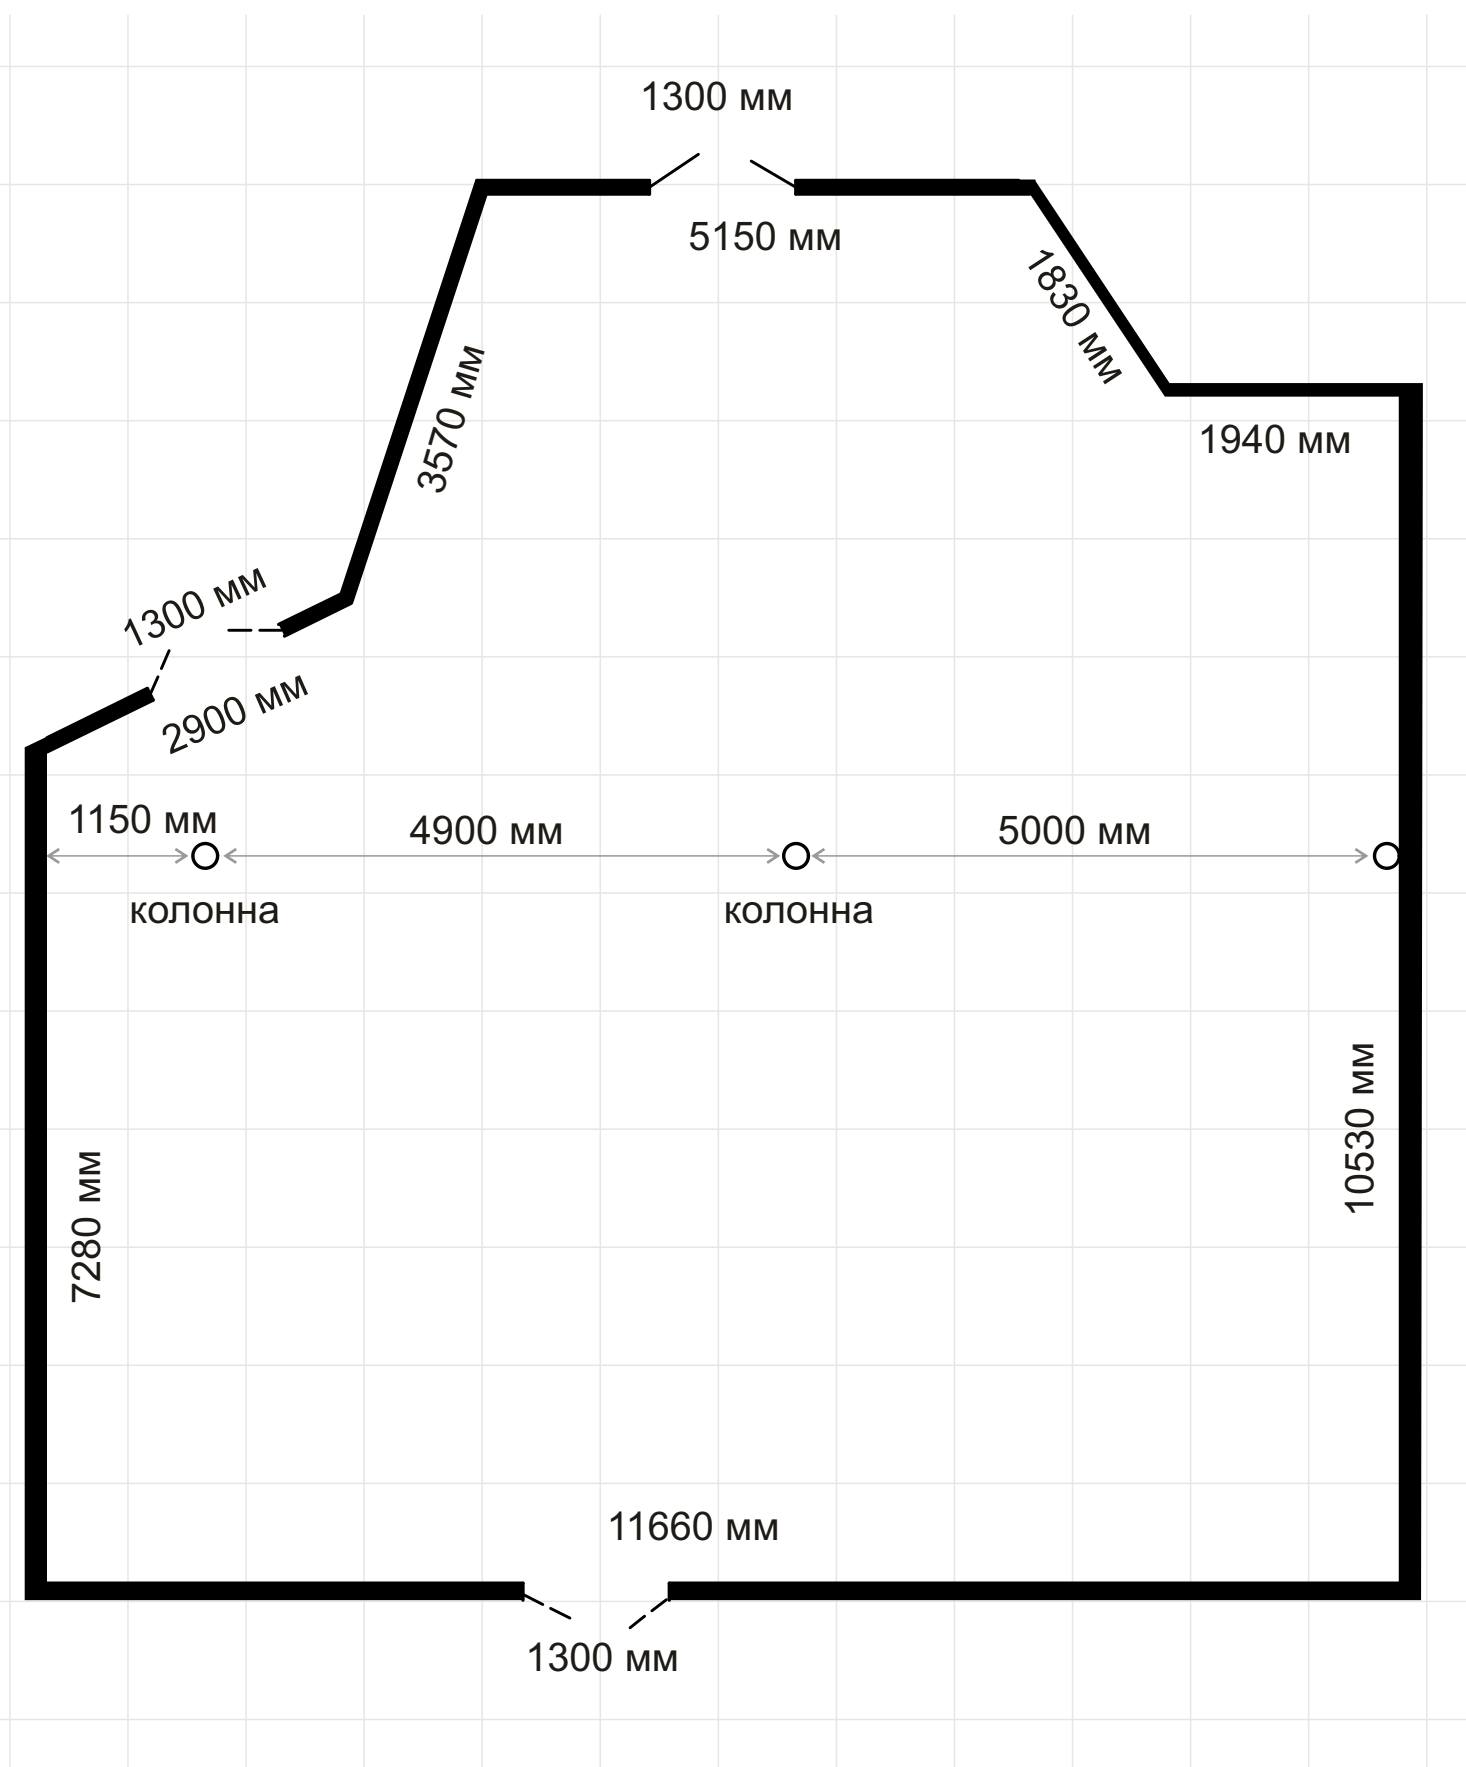 1300 мм
5150 мм
1830 мм
3570 мм
1940 мм
1300 мм
2900 мм
1150 мм
4900 мм
5000 мм
колонна
колонна
10530 мм
7280 мм
11660 мм
1300 мм